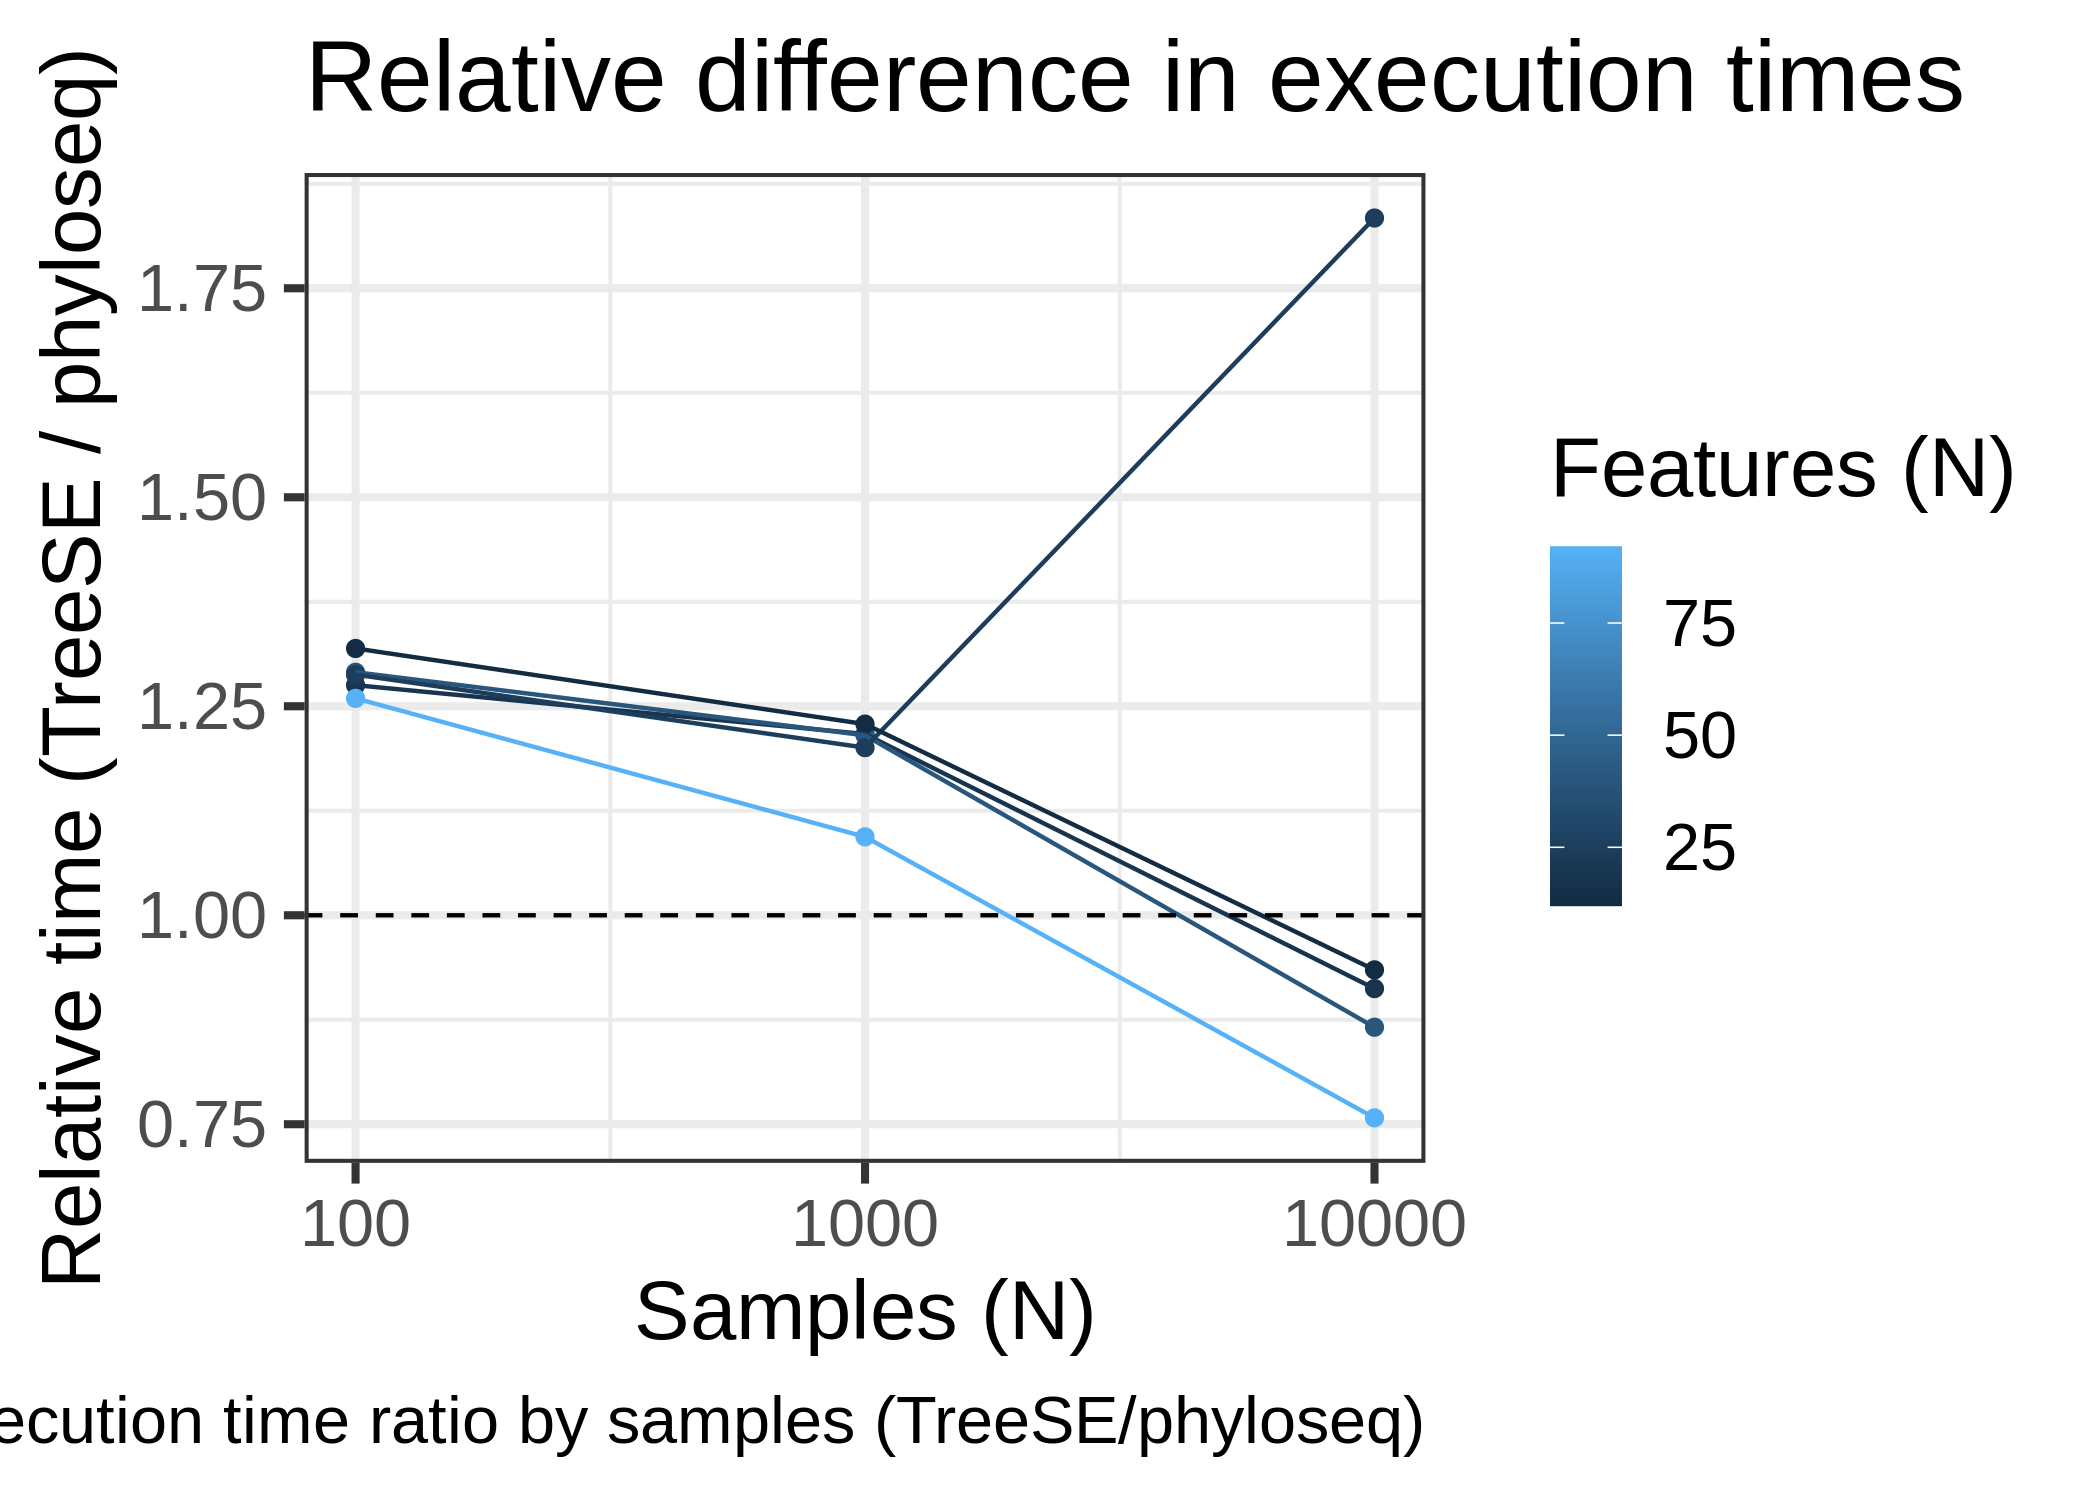 Relative difference in execution times
Relative time (TreeSE / phyloseq)
1.75
1.50
1.25
1.00
0.75
100 1000 10000
Samples (N)
Features (N)
75
50
25
time ratio by samples (TreeSE/phyloseq)